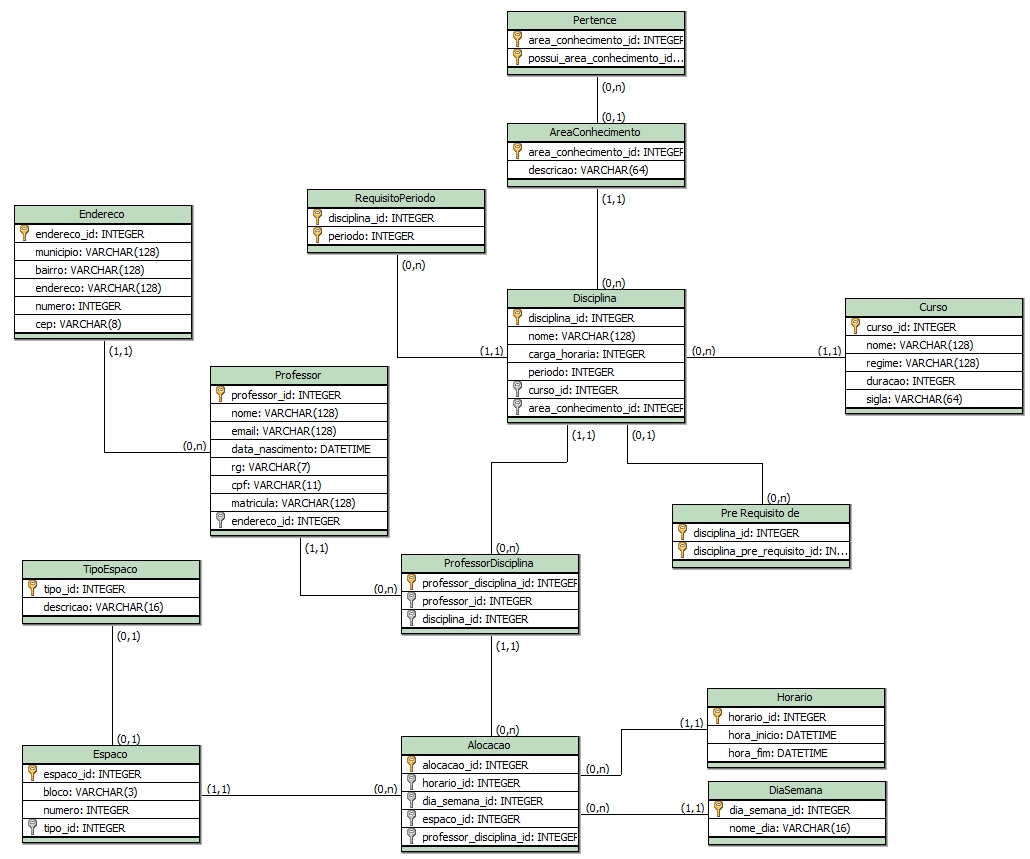 Pertence
area_conhecimento_id: INTEGER
possui_area_conhecimento_id...
(0,n)
(0,1)
AreaConhecimento
area_conhecimento_id: INTEGER
descricao: VARCHAR(64)
(1,1)
(0,n)
RequisitoPeriodo
disciplina_id: INTEGER
periodo: INTEGER
(0,n)
(1,1)
Endereco
endereco_id: INTEGER
municipio: VARCHAR(128)
bairro: VARCHAR(128)
endereco: VARCHAR(128)
numero: INTEGER
cep: VARCHAR(8)
(1,1)
(0,n)
Disciplina
disciplina_id: INTEGER
nome: VARCHAR(128)
carga_horaria: INTEGER
periodo: INTEGER
curso_id: INTEGER
area_conhecimento_id: INTEGER
(0,n)
(1,1)
Curso
curso_id: INTEGER
nome: VARCHAR(128)
regime: VARCHAR(128)
duracao: INTEGER
sigla: VARCHAR(64)
Professor
professor_id: INTEGER
nome: VARCHAR(128)
email: VARCHAR(128)
data_nascimento: DATETIME
rg: VARCHAR(7)
cpf: VARCHAR(11)
matricula: VARCHAR(128)
endereco_id: INTEGER
(1,1)
(0,n)
(1,1)
(0,1)
(0,n)
(0,n)
Pre Requisito de
disciplina_id: INTEGER
disciplina_pre_requisito_id: IN...
ProfessorDisciplina
professor_disciplina_id: INTEGER
professor_id: INTEGER
disciplina_id: INTEGER
(1,1)
(0,n)
TipoEspaco
tipo_id: INTEGER
descricao: VARCHAR(16)
(0,1)
(0,1)
Espaco
espaco_id: INTEGER
bloco: VARCHAR(3)
numero: INTEGER
tipo_id: INTEGER
(1,1)
(0,n)
Alocacao
alocacao_id: INTEGER
horario_id: INTEGER
dia_semana_id: INTEGER
espaco_id: INTEGER
professor_disciplina_id: INTEGER
(0,n)
(1,1)
Horario
horario_id: INTEGER
hora_inicio: DATETIME
hora_fim: DATETIME
(0,n)
(1,1)
DiaSemana
dia_semana_id: INTEGER
nome_dia: VARCHAR(16)